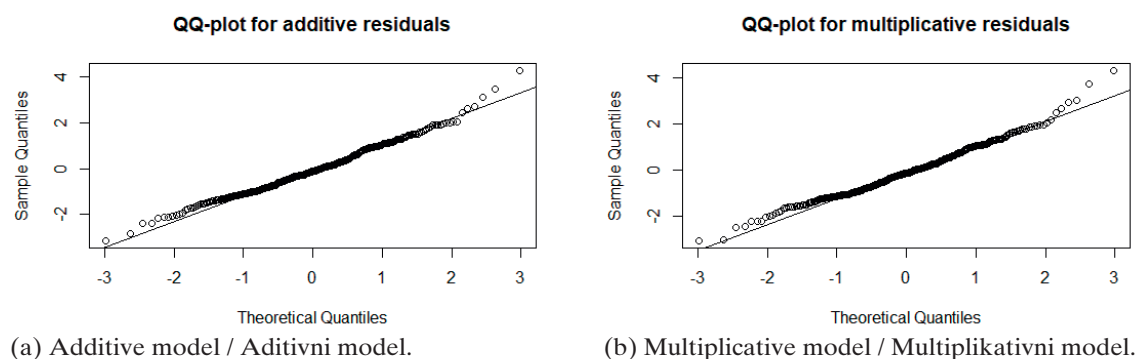 QQ-plot for additive residuals
Sample Quantiles
4
2
0
-2
-3 -2 -1 0 1 2 3
Theoretical Quantiles
(a) Additive model / Aditivni model.
QQ-plot for multiplicative residuals
Sample Quantiles
4
2
0
-2
-3 -2 -1 0 1 2 3
Theoretical Quantiles
(b) Multiplicative model / Multiplikativni model.